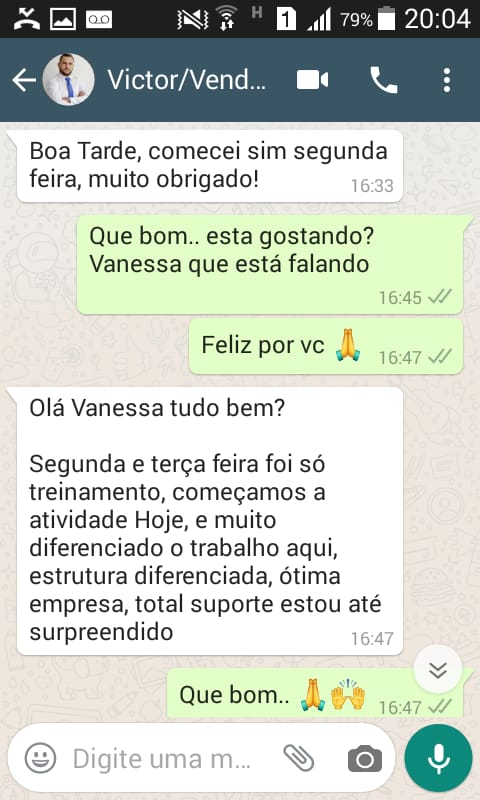 H 1 79% 20:04
Victor/Vend...
Boa Tarde, comecei sim segunda
feira, muito obrigado!
16:33
Que bom.. esta gostando?
Vanessa que está falando
16:45
Feliz por vc 🙏
16:47
Olá Vanessa tudo bem?
Segunda e terça feira foi só
treinamento, começamos a
atividade Hoje, e muito
diferenciado o trabalho aqui,
estrutura diferenciada, ótima
empresa, total suporte estou até
surpreendido
16:47
Que bom.. 🙏🙌
16:47
Digite uma m...